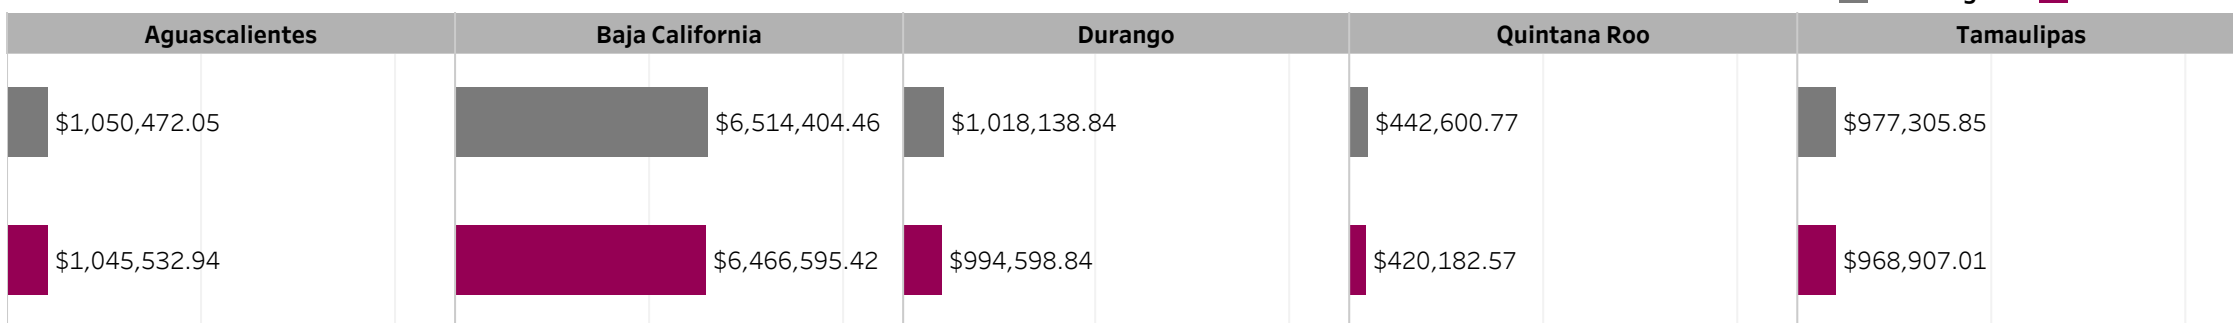 Aguascalientes Baja California Durango Quintana Roo Tamaulipas
$1,050,472.05 $6,514,404.46 $1,018,138.84 $442,600.77 $977,305.85
$1,045,532.94 $6,466,595.42 $994,598.84 $420,182.57 $968,907.01